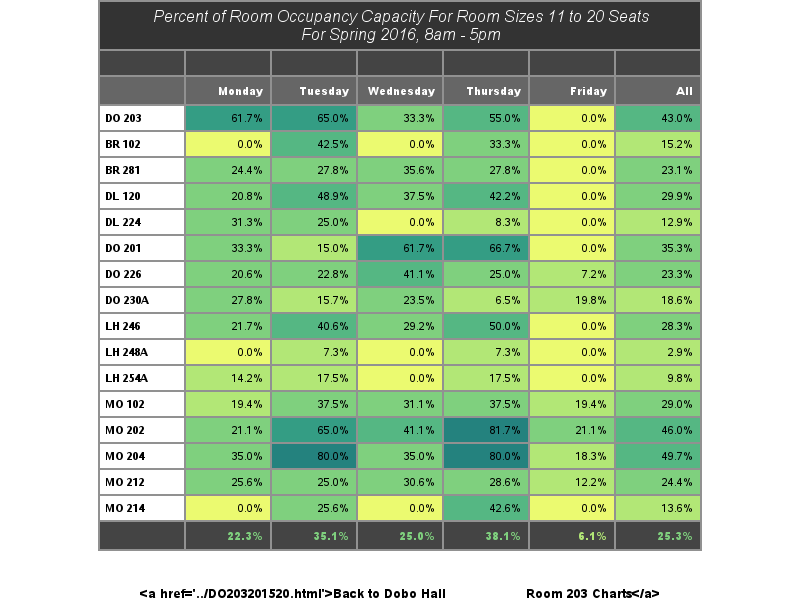 Percent of Room Occupancy Capacity For Room Sizes 11 to 20 Seats
For Spring 2016, 8am - 5pm
Monday Tuesday Wednesday Thursday Friday All
DO 203 61.7% 65.0% 33.3% 55.0% 0.0% 43.0%
BR 102 0.0% 42.5% 0.0% 33.3% 0.0% 15.2%
BR 281 24.4% 27.8% 35.6% 27.8% 0.0% 23.1%
DL 120 20.8% 48.9% 37.5% 42.2% 0.0% 29.9%
DL 224 31.3% 25.0% 0.0% 8.3% 0.0% 12.9%
DO 201 33.3% 15.0% 61.7% 66.7% 0.0% 35.3%
DO 226 20.6% 22.8% 41.1% 25.0% 7.2% 23.3%
DO 230A 27.8% 15.7% 23.5% 6.5% 19.8% 18.6%
LH 246 21.7% 40.6% 29.2% 50.0% 0.0% 28.3%
LH 248A 0.0% 7.3% 0.0% 7.3% 0.0% 2.9%
LH 254A 14.2% 17.5% 0.0% 17.5% 0.0% 9.8%
MO 102 19.4% 37.5% 31.1% 37.5% 19.4% 29.0%
MO 202 21.1% 65.0% 41.1% 81.7% 21.1% 46.0%
MO 204 35.0% 80.0% 35.0% 80.0% 18.3% 49.7%
MO 212 25.6% 25.0% 30.6% 28.6% 12.2% 24.4%
MO 214 0.0% 25.6% 0.0% 42.6% 0.0% 13.6%
22.3% 35.1% 25.0% 38.1% 6.1% 25.3%
<a href='../DO203201520.html'>Back to Dobo Hall Room 203 Charts</a>